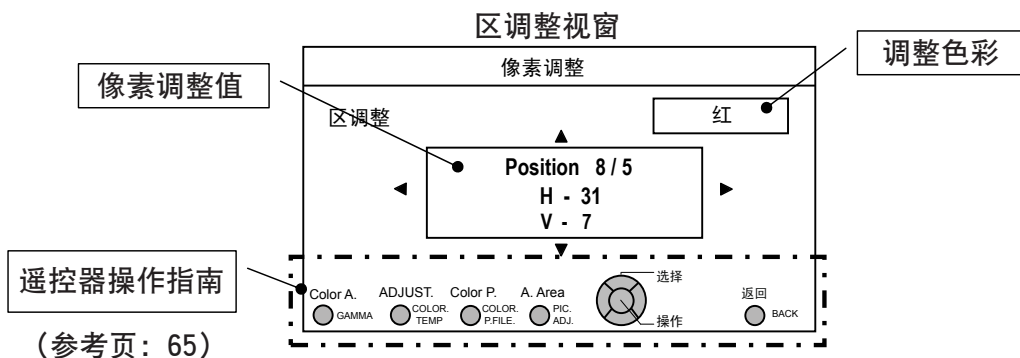 区调整视窗
像素调整
调整色彩
像素调整值
区调整
红
Position 8 / 5
H - 31
V - 7
遥控器操作指南
(参考页: 65)
Color A.
GAMMA
ADJUST.
COLOR.
TEMP
Color P.
COLOR.
P.FILE.
A. Area
PIC.
ADJ.
选择
操作
返回
BACK